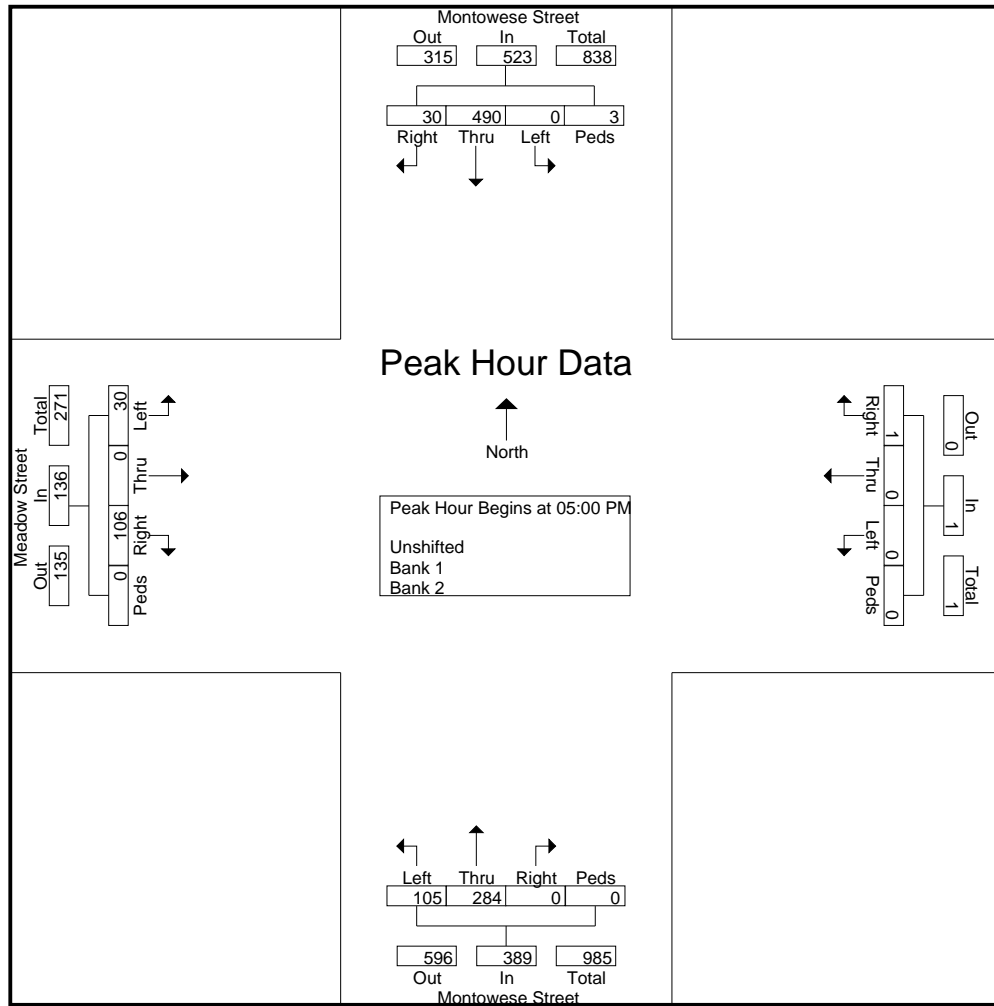 Montowese Street
Out In Total
315 523 838
30 490 0 3
Right Thru Left Peds
Peak Hour Data
North
Peak Hour Begins at 05:00 PM
Unshifted
Bank 1
Bank 2
Meadow Street
Out In Total
135 136 271
Peds Right Thru Left
0 106 0 30
Out In Total
0 1 1
Right Thru Left Peds
1 0 0 0
Left Thru Right Peds
105 284 0 0
596 389 985
Out In Total
Montowese Street